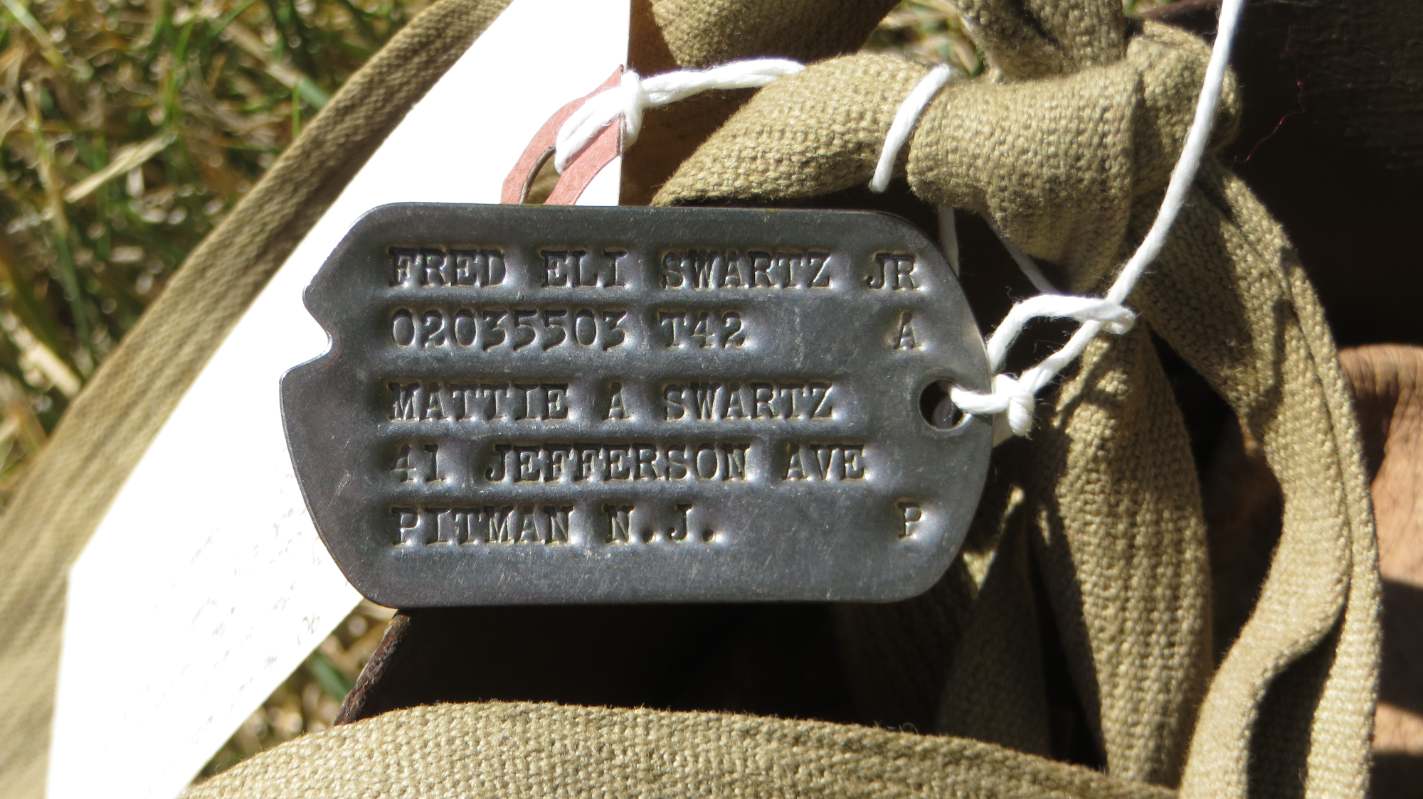 FRED ELI SWARTZ JR
02035503 T42 A
MATTIE A SWARTZ
41 JEFFERSON AVE
PITMAN N.J. P